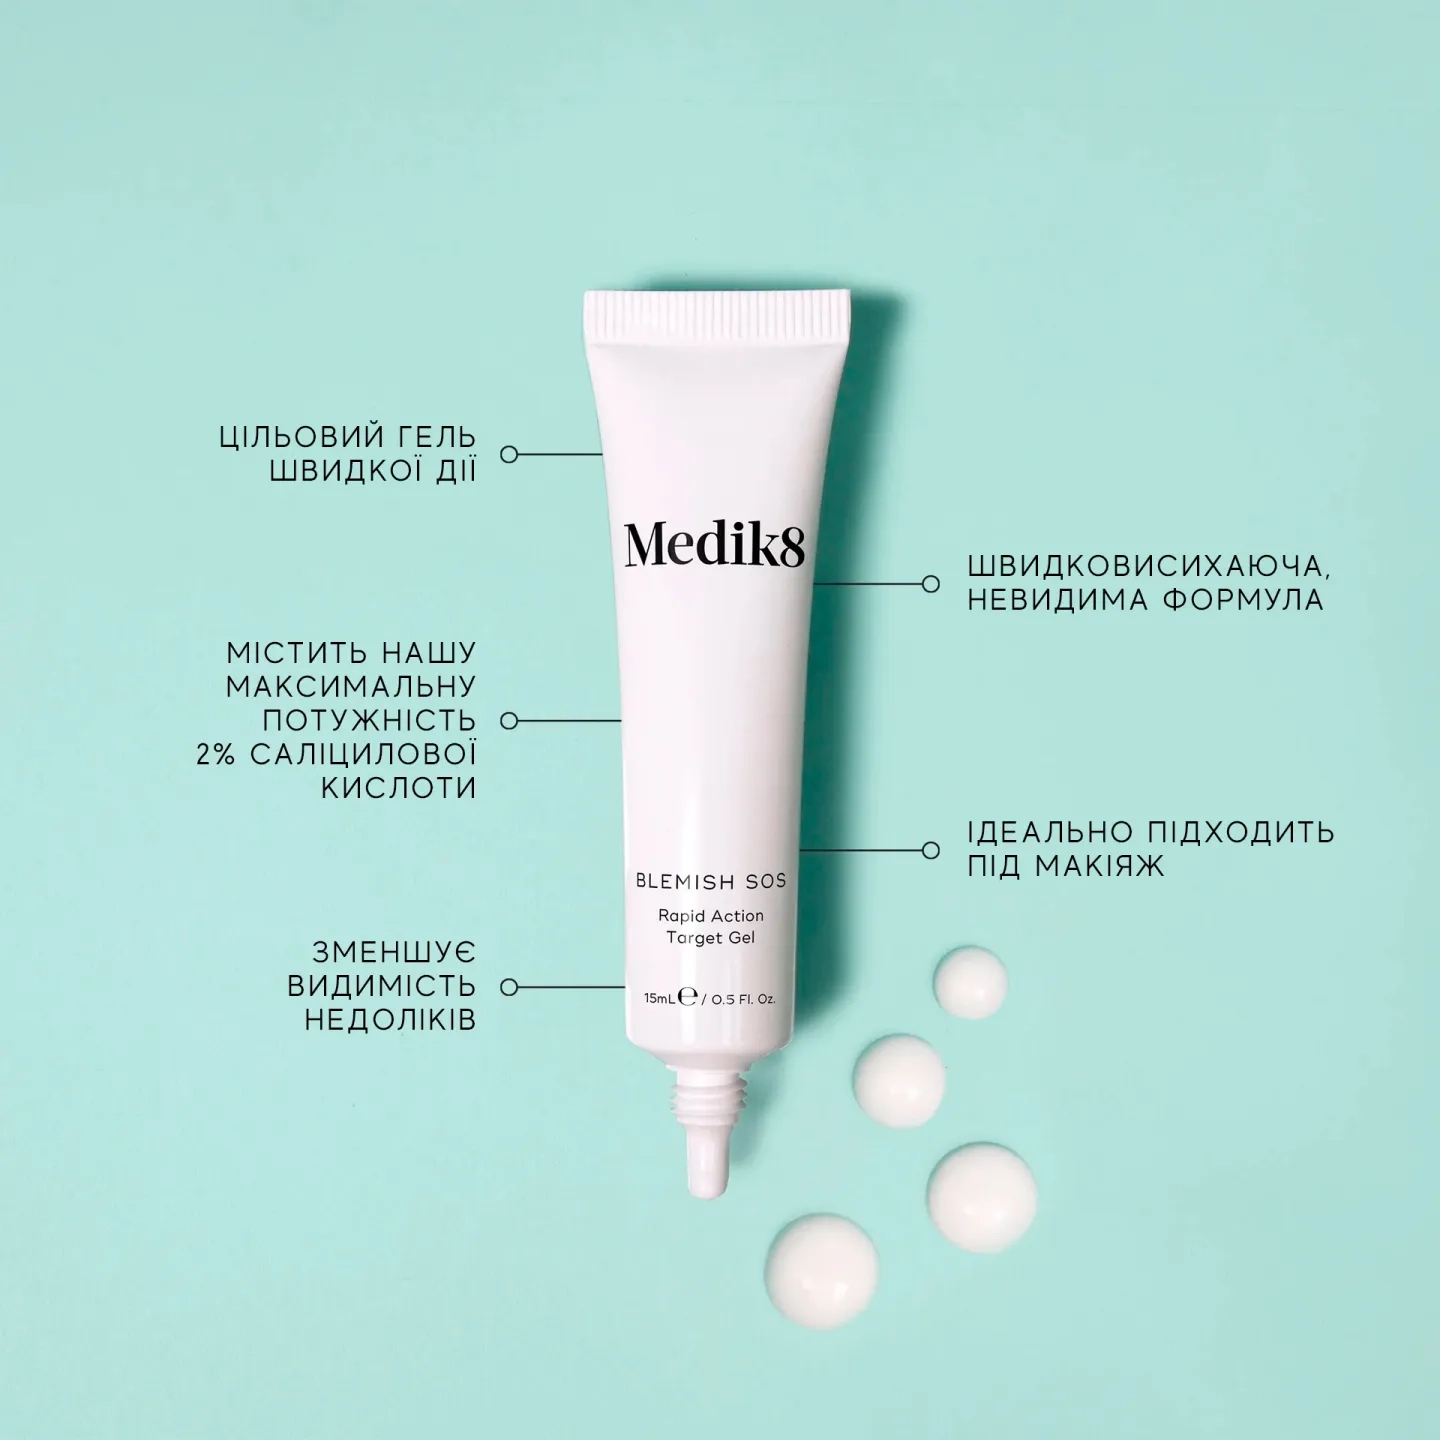 ЦІЛЬОВИЙ ГЕЛЬ
ШВИДКОЇ ДІЇ
Medik8
ШВИДКОВИСИХАЮЧА,
НЕВИДИМА ФОРМУЛА
МІСТИТЬ НАШУ
МАКСИМАЛЬНУ
ПОТУЖНІСТЬ
2% САЛІЦИЛОВОЇ
КИСЛОТИ
ІДЕАЛЬНО ПІДХОДИТЬ
ПІД МАКІЯЖ
BLEMISH SOS
Rapid Action
Target Gel
ЗМЕНШУЄ
ВИДИМІСТЬ
НЕДОЛІКІВ
15mL℮/ 0.5 Fl. Oz.